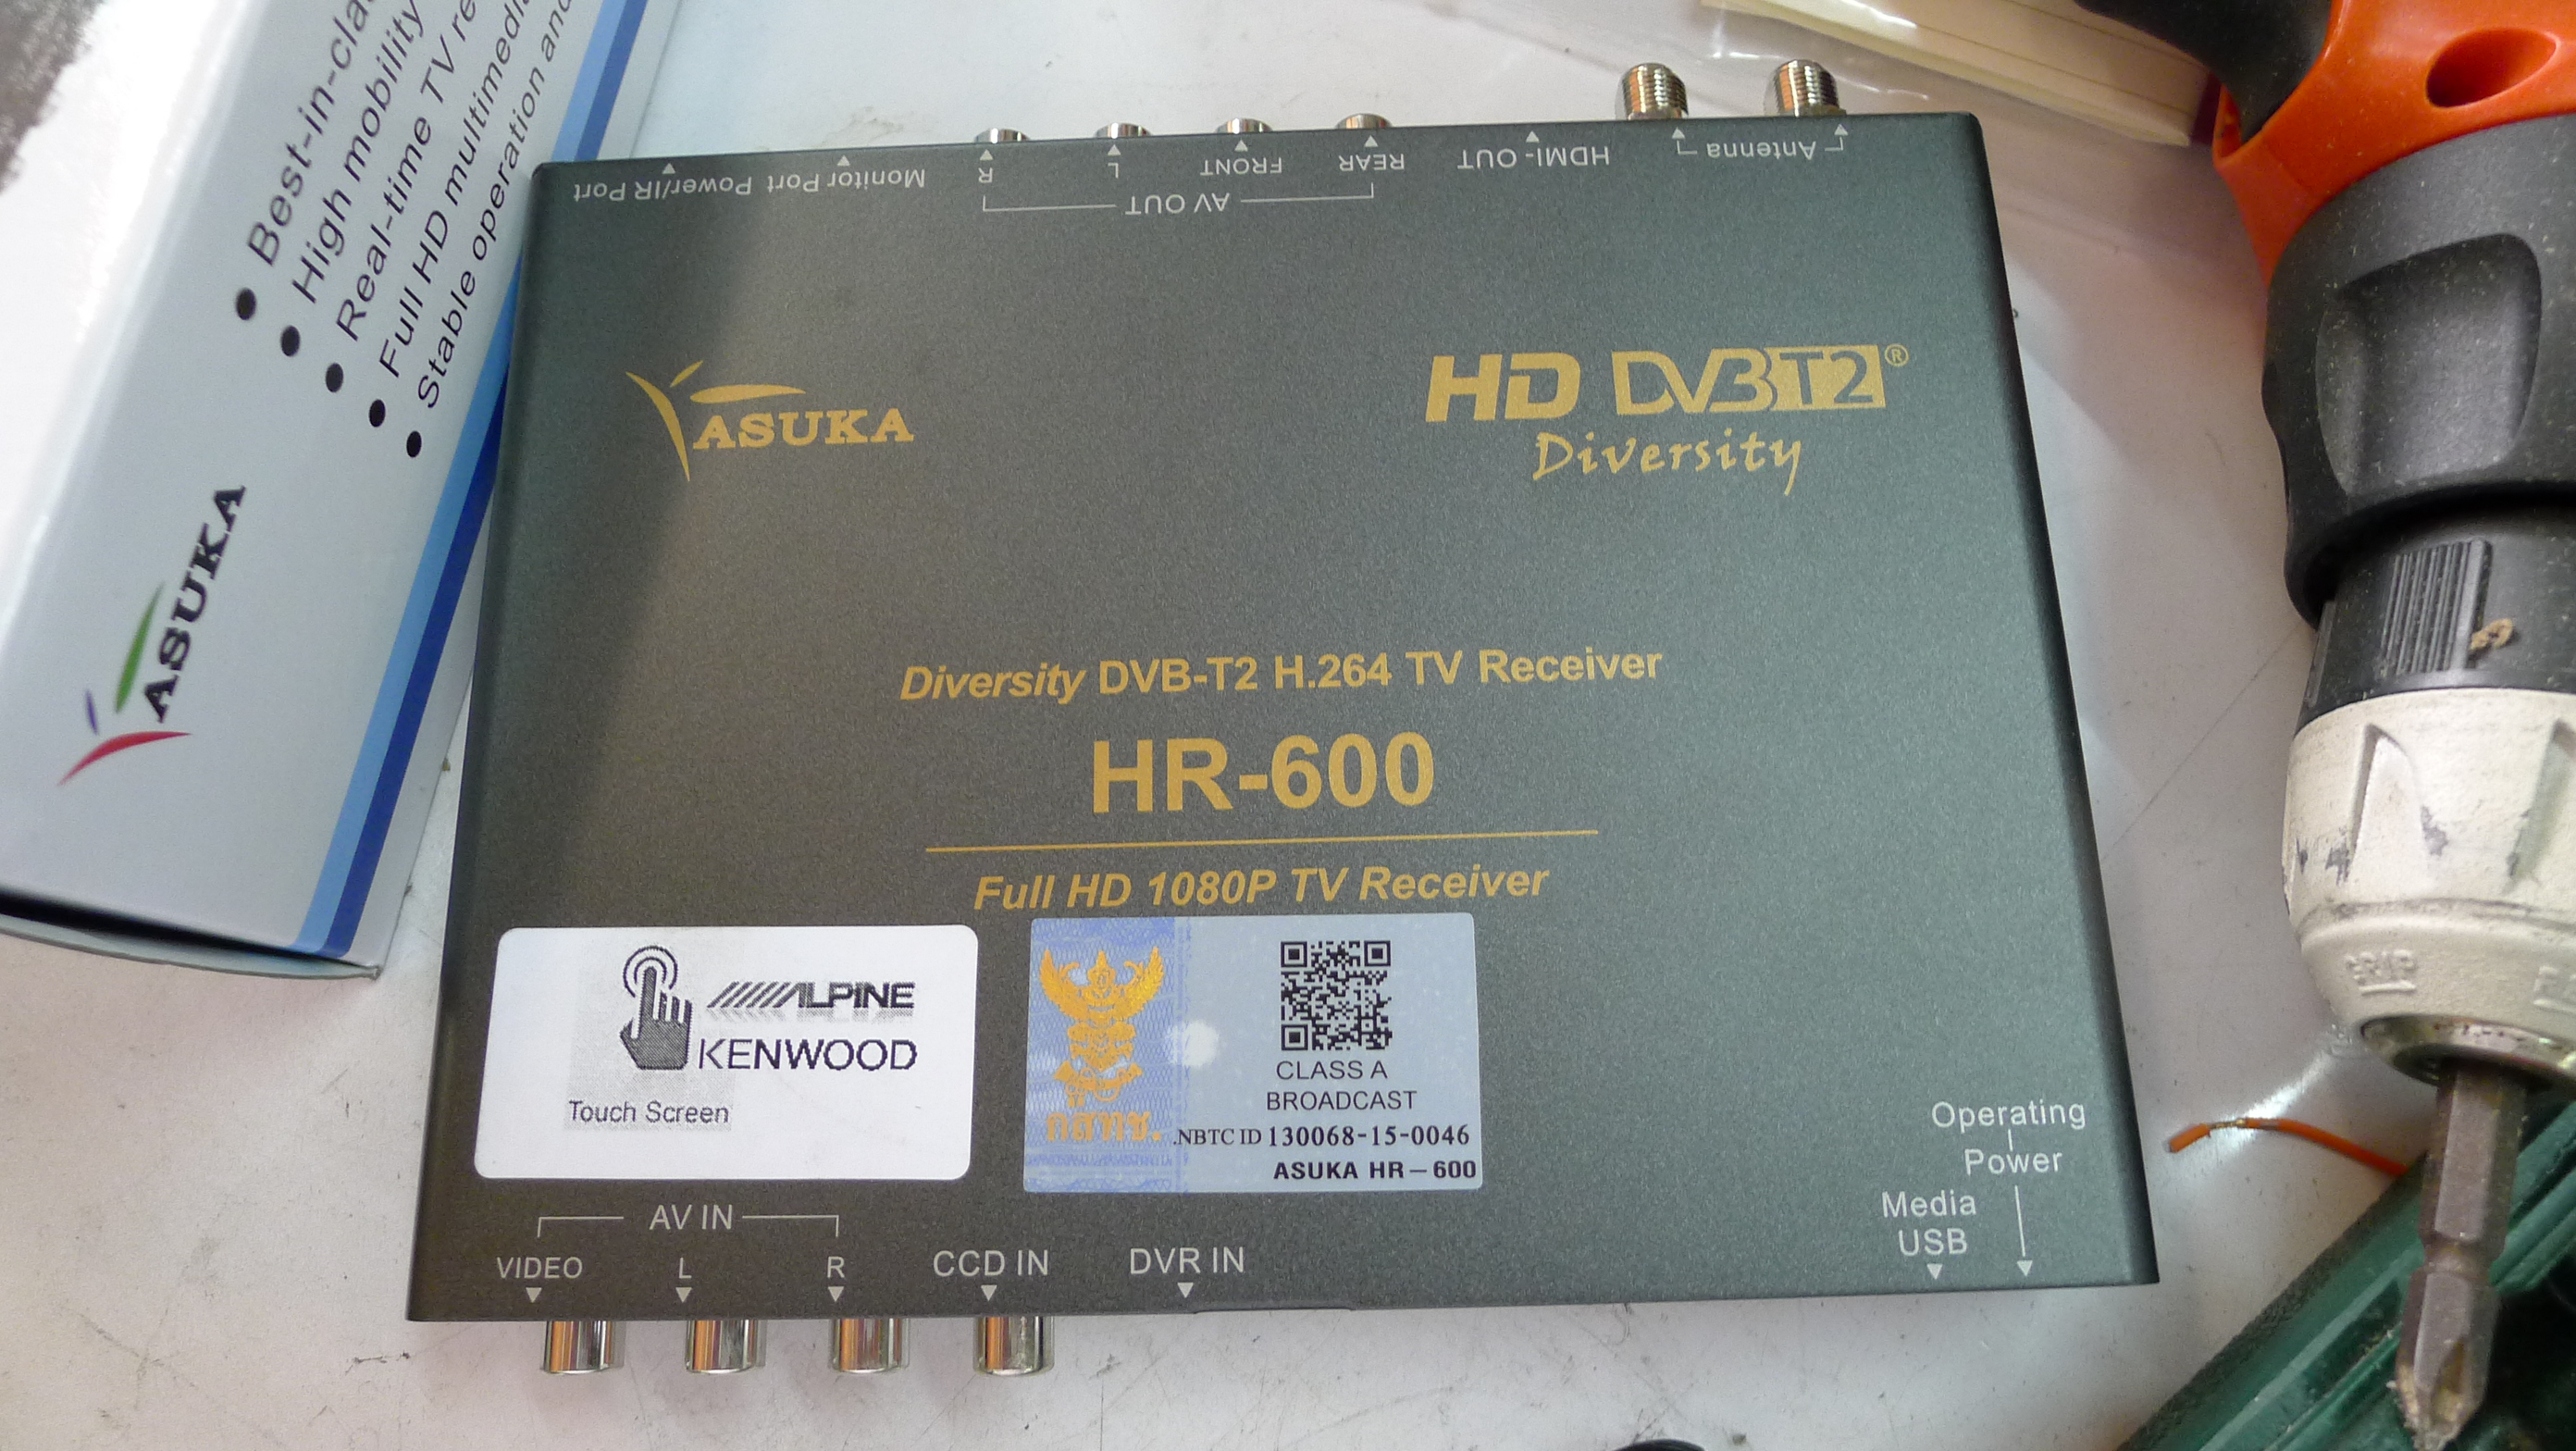 Best-in-cla
High mobility
Real-time TV re
Full HD multimedi
Stable operation and
ASUKA
Power/IR Port
Monitor Port
R
L
FRONT
REAR
AV OUT
HDMI-OUT
Antenna
ASUKA
HD DVB T2®
Diversity
Diversity DVB-T2 H.264 TV Receiver
HR-600
Full HD 1080P TV Receiver
ALPINE
KENWOOD
Touch Screen
กสทช.
CLASS A
BROADCAST
.NBTC ID 130068-15-0046
ASUKA HR-600
AV IN
VIDEO
L
R
CCD IN
DVR IN
Operating
Power
Media
USB
GRIP